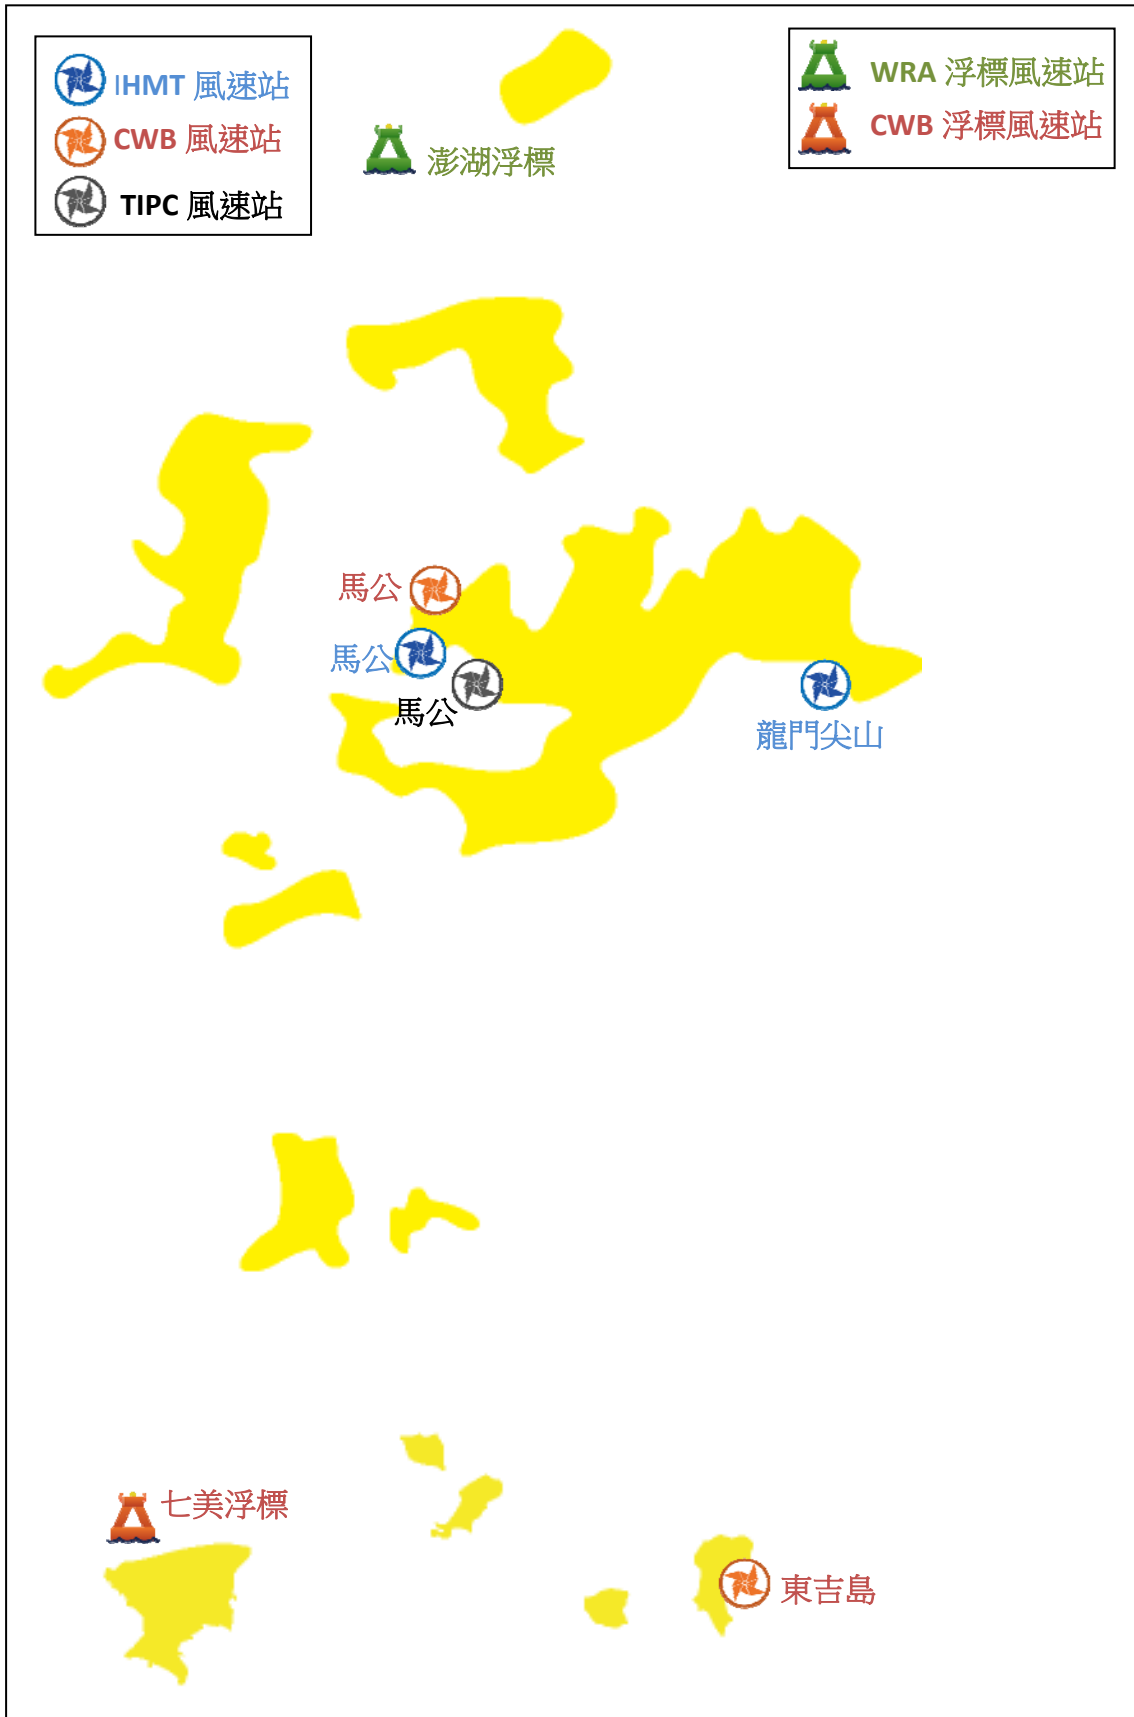 IHMT 風速站
CWB 風速站
TIPC 風速站
WRA 浮標風速站
CWB 浮標風速站
澎湖浮標
馬公
馬公
馬公
龍門尖山
七美浮標
東吉島